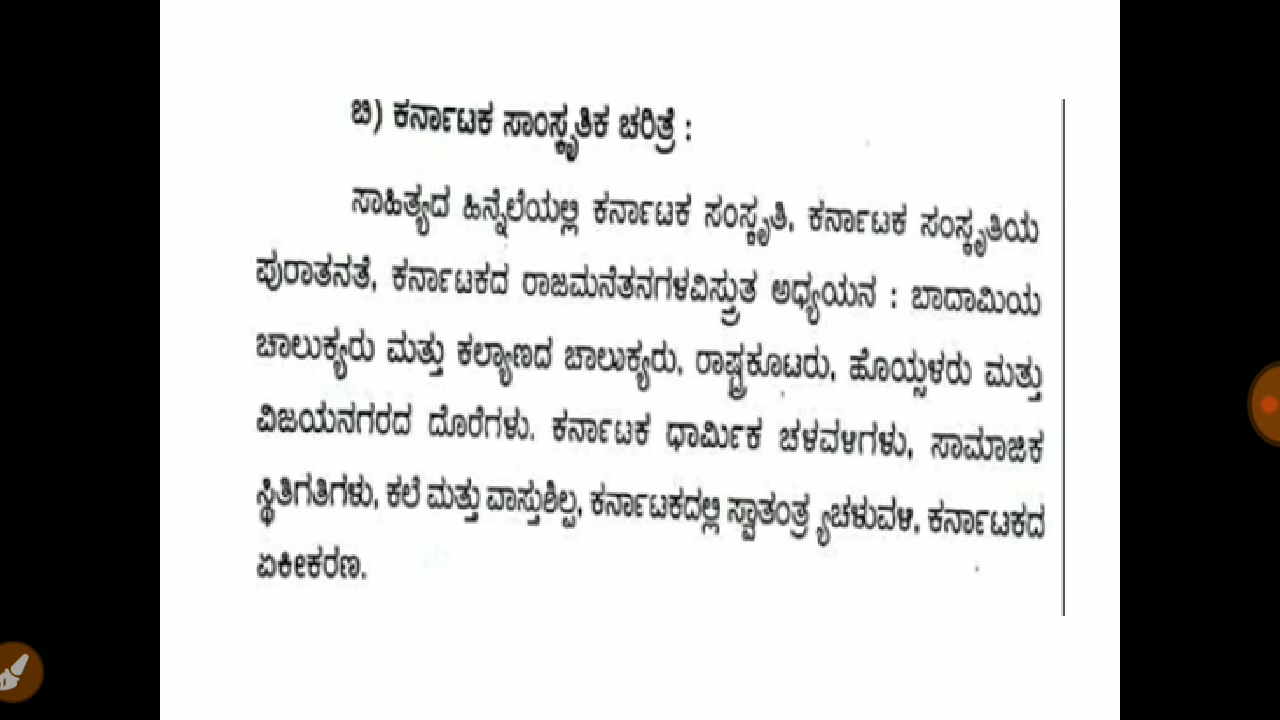 ಬಿ) ಕರ್ನಾಟಕ ಸಾಂಸ್ಕೃತಿಕ ಚರಿತ್ರೆ :
ಸಾಹಿತ್ಯದ ಹಿನ್ನೆಲೆಯಲ್ಲಿ ಕರ್ನಾಟಕ ಸಂಸ್ಕೃತಿ, ಕರ್ನಾಟಕ ಸಂಸ್ಕೃತಿಯ
ಪುರಾತನತೆ, ಕರ್ನಾಟಕದ ರಾಜಮನೆತನಗಳವಿಸ್ತ್ರುತ ಅಧ್ಯಯನ : ಬಾದಾಮಿಯ
ಚಾಲುಕ್ಯರು ಮತ್ತು ಕಲ್ಯಾಣದ ಚಾಲುಕ್ಯರು, ರಾಷ್ಟ್ರಕೂಟರು, ಹೊಯ್ಸಳರು ಮತ್ತು
ವಿಜಯನಗರದ ದೊರೆಗಳು. ಕರ್ನಾಟಕ ಧಾರ್ಮಿಕ ಚಳವಳಿಗಳು, ಸಾಮಾಜಿಕ
ಸ್ಥಿತಿಗತಿಗಳು, ಕಲೆ ಮತ್ತು ವಾಸ್ತುಶಿಲ್ಪ, ಕರ್ನಾಟಕದಲ್ಲಿ ಸ್ವಾತಂತ್ರ್ಯಚಳುವಳಿ, ಕರ್ನಾಟಕದ
ಏಕೀಕರಣ.